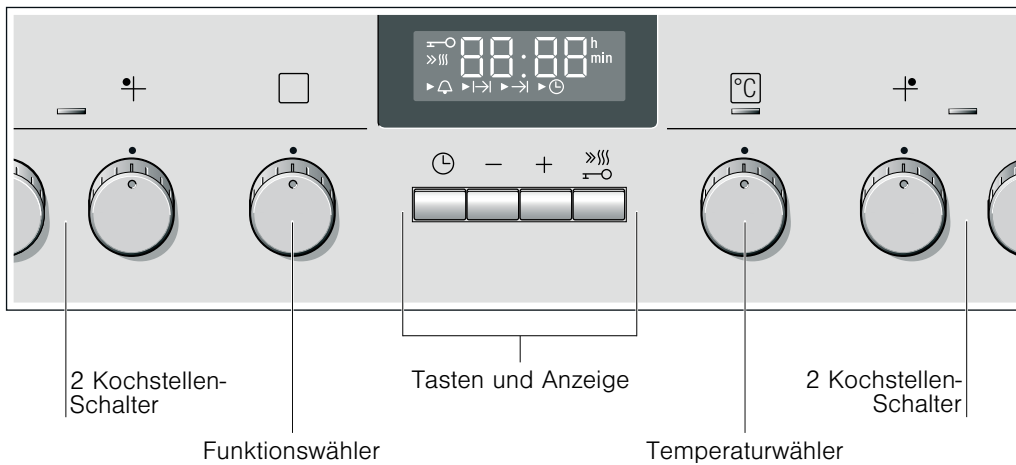 88:88 h
min
°C
2 Kochstellen-
Schalter
Tasten und Anzeige
2 Kochstellen-
Schalter
Funktionswähler
Temperaturwähler